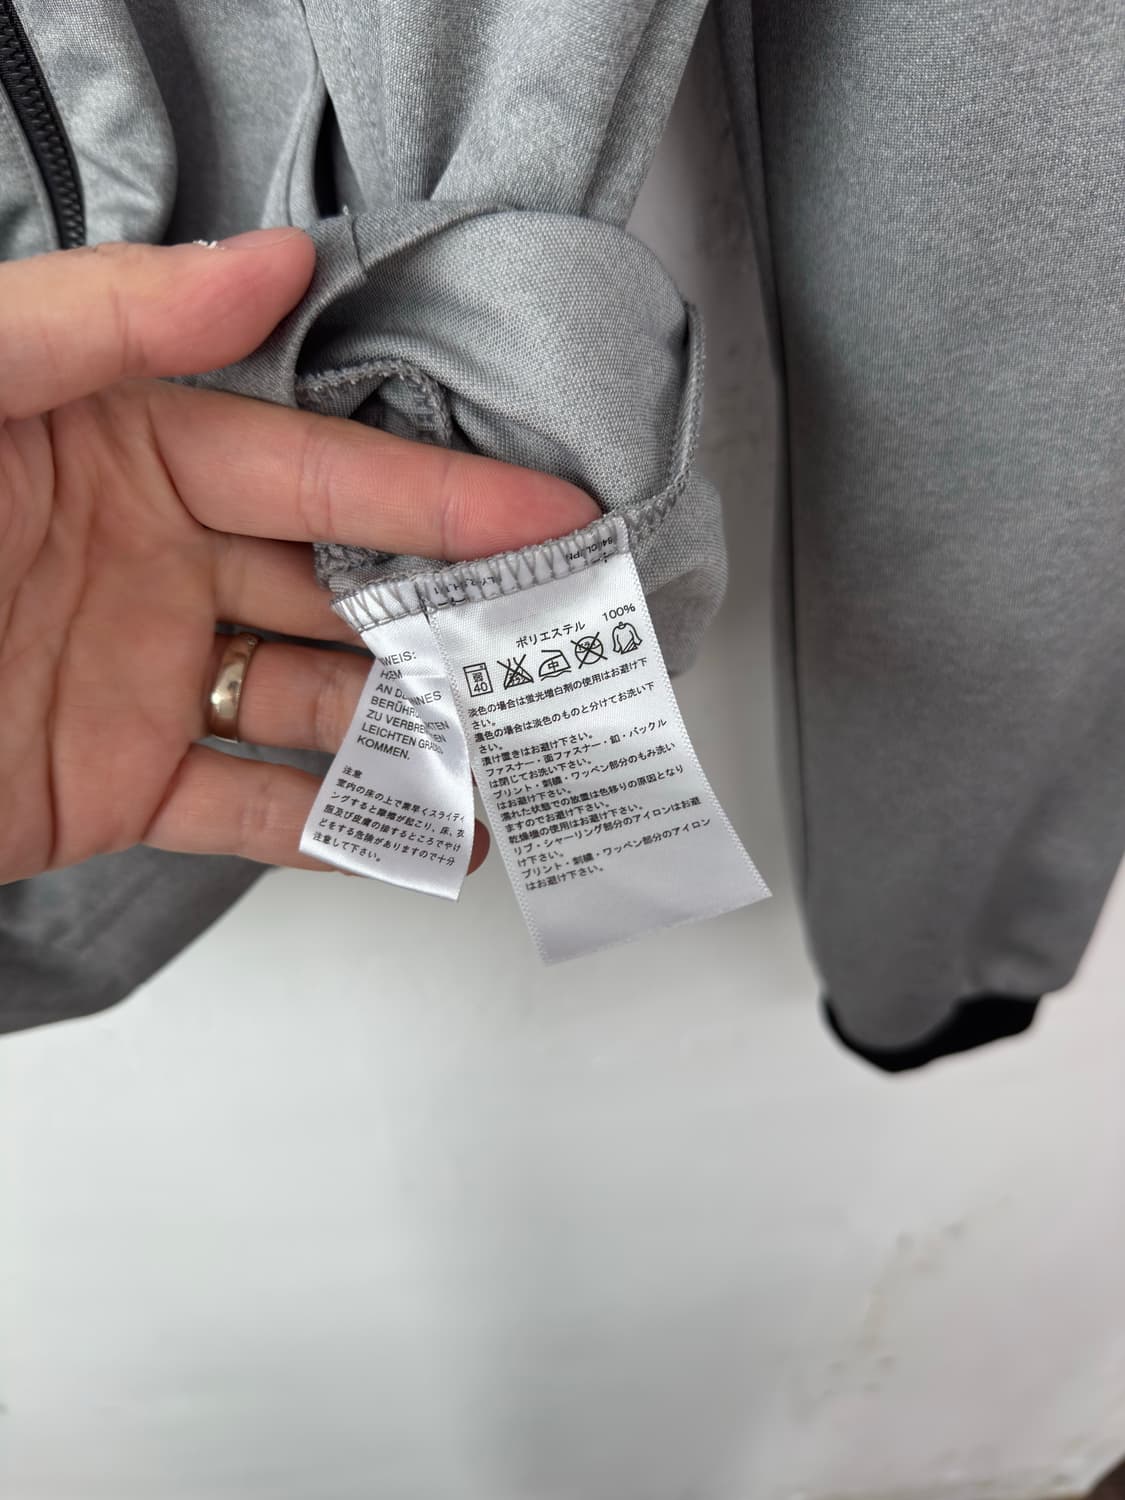 WEIS:
AN DÜNNES
BERÜHR
ZU VERBRE
LEICHTEN GRADES
KOMMEN.
注意
室内の床の上で素早くスライディ
ングすると摩擦が起こり、床、衣
服及び皮膚の接するところでやけ
どをする危険がありますので十分
注意して下さい。
ポリエステル 100%
弱
40
中
淡色の場合は蛍光増白剤の使用はお避け下
さい。
濃色の場合は淡色のものと分けてお洗い下
さい。
漬け置きはお避け下さい。
ファスナー・面ファスナー・釦・バックル
は閉じてお洗い下さい。
プリント・刺繍・ワッペン部分のもみ洗い
はお避け下さい。
濡れた状態での放置は色移りの原因となり
ますのでお避け下さい。
乾燥機の使用はお避け下さい。
リブ・シャーリング部分のアイロンはお避
け下さい。
プリント・刺繍・ワッペン部分のアイロン
はお避け下さい。